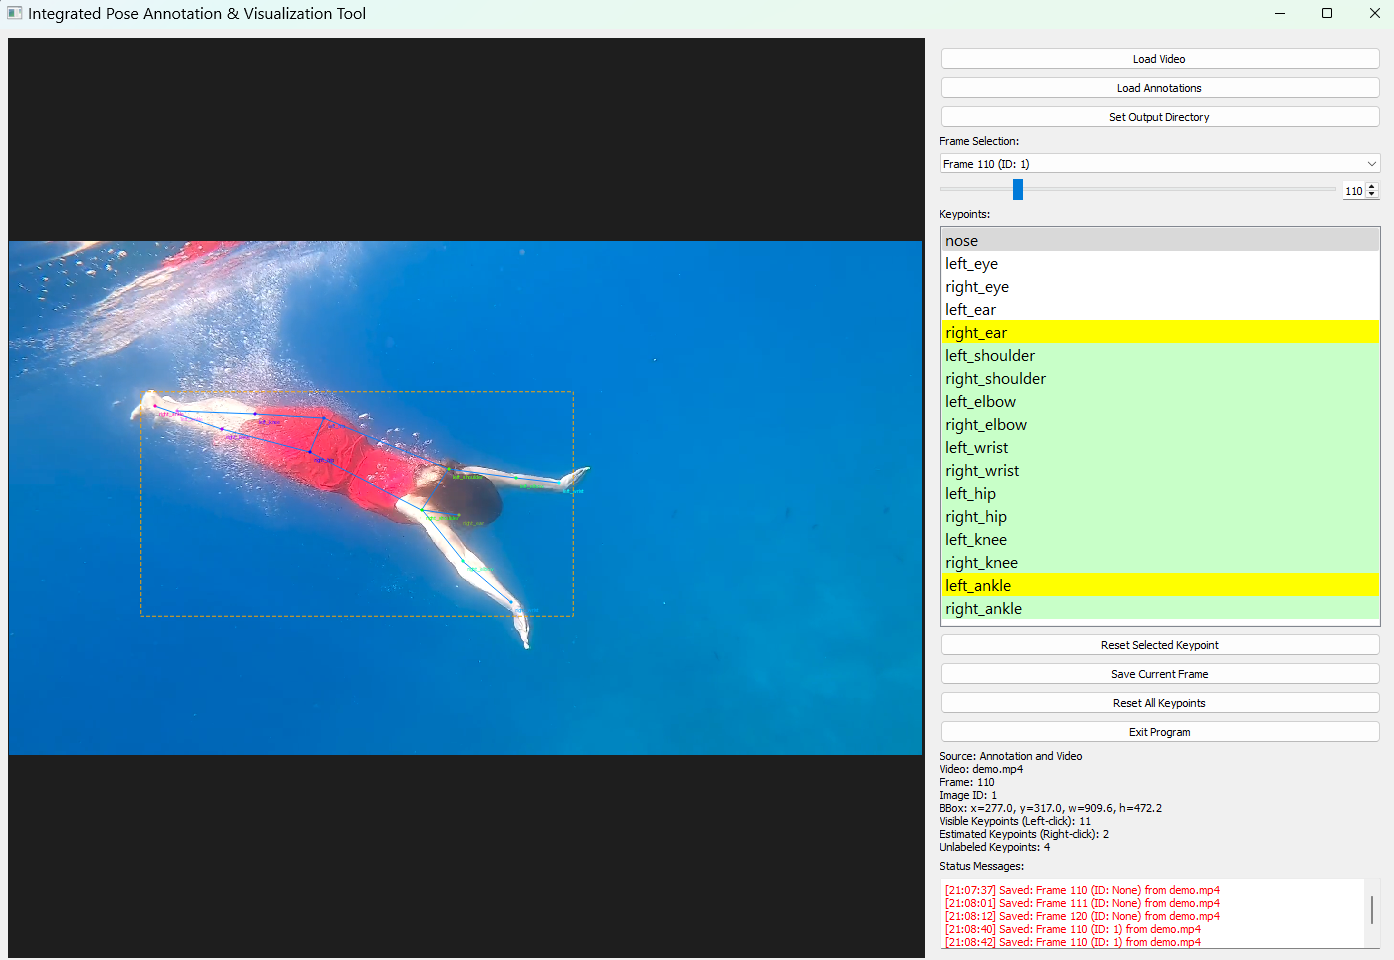 Integrated Pose Annotation & Visualization Tool
Load Video
Load Annotations
Set Output Directory
Frame Selection:
Frame 110 (ID: 1)
110
Keypoints:
nose
left_eye
right_eye
left_ear
right_ear
left_shoulder
right_shoulder
left_elbow
right_elbow
left_wrist
right_wrist
left_hip
right_hip
left_knee
right_knee
left_ankle
right_ankle
Reset Selected Keypoint
Save Current Frame
Reset All Keypoints
Exit Program
Source: Annotation and Video
Video: demo.mp4
Frame: 110
Image ID: 1
BBox: x=277.0, y=317.0, w=909.6, h=472.2
Visible Keypoints (Left-click): 11
Estimated Keypoints (Right-click): 2
Unlabeled Keypoints: 4
Status Messages:
[21:07:37] Saved: Frame 110 (ID: None) from demo.mp4
[21:08:01] Saved: Frame 111 (ID: None) from demo.mp4
[21:08:12] Saved: Frame 120 (ID: None) from demo.mp4
[21:08:40] Saved: Frame 110 (ID: 1) from demo.mp4
[21:08:42] Saved: Frame 110 (ID: 1) from demo.mp4
left_shoulder